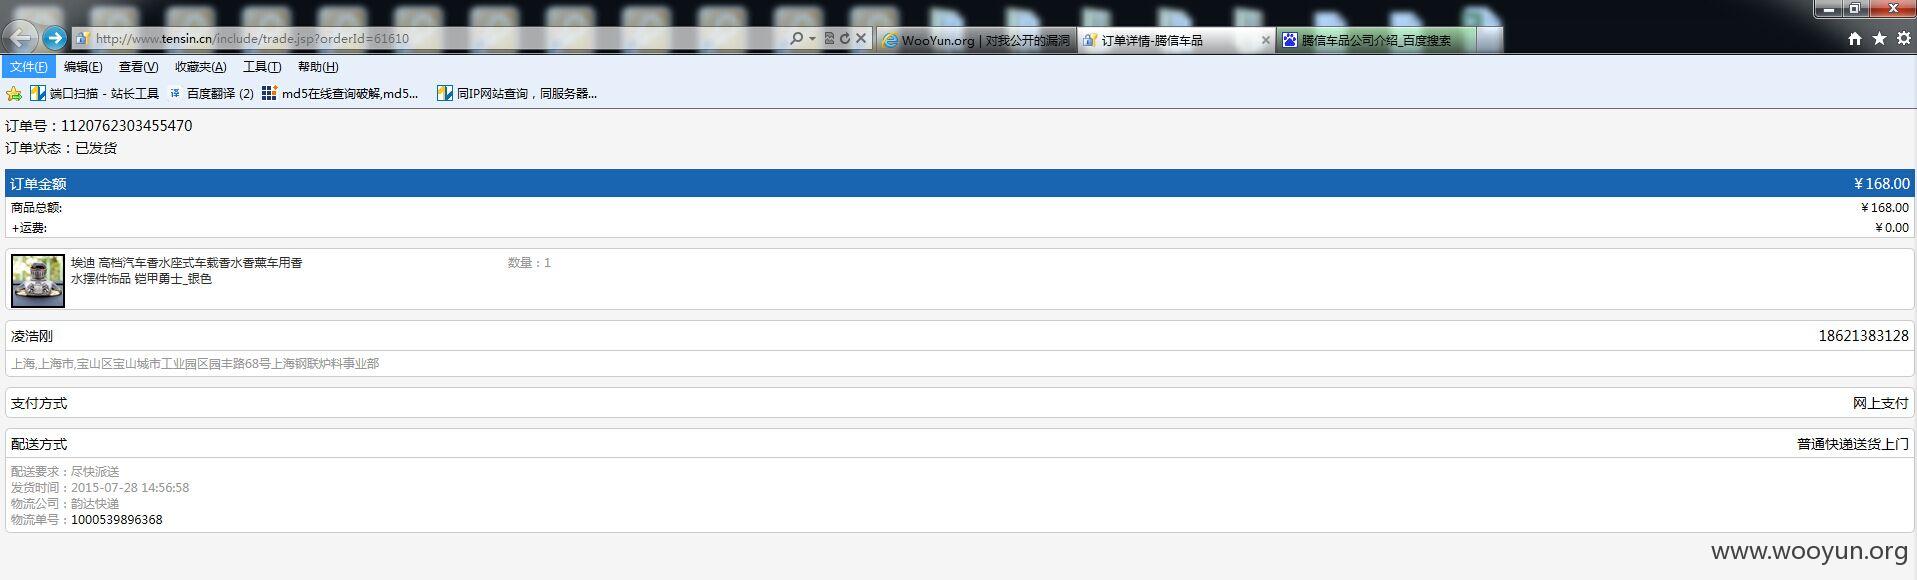 http://www.tensin.cn/include/trade.jsp?orderId=61610
WooYun.org | 对我公开的漏洞
订单详情-腾信车品
腾信车品公司介绍_百度搜索
文件(F) 编辑(E) 查看(V) 收藏夹(A) 工具(T) 帮助(H)
端口扫描 - 站长工具 百度翻译 (2) md5在线查询破解,md5... 同IP网站查询，同服务器...
订单号：1120762303455470
订单状态：已发货
订单金额 ¥168.00
商品总额: ¥168.00
+运费: ¥0.00
埃迪 高档汽车香水座式车载香水香薰车用香 数量：1
水摆件饰品 铠甲勇士_银色
凌浩刚 18621383128
上海,上海市,宝山区宝山城市工业园区园丰路68号上海钢联炉料事业部
支付方式 网上支付
配送方式 普通快递送货上门
配送要求：尽快派送
发货时间：2015-07-28 14:56:58
物流公司：韵达快递
物流单号：1000539896368
www.wooyun.org